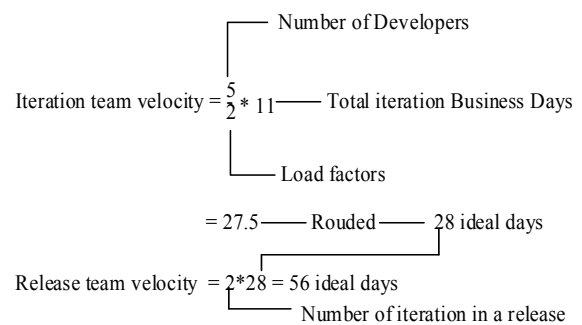 Number of Developers
Iteration team velocity = 5/2 * 11 Total iteration Business Days
Load factors
= 27.5 Rouded 28 ideal days
Release team velocity = 2*28 = 56 ideal days
Number of iteration in a release